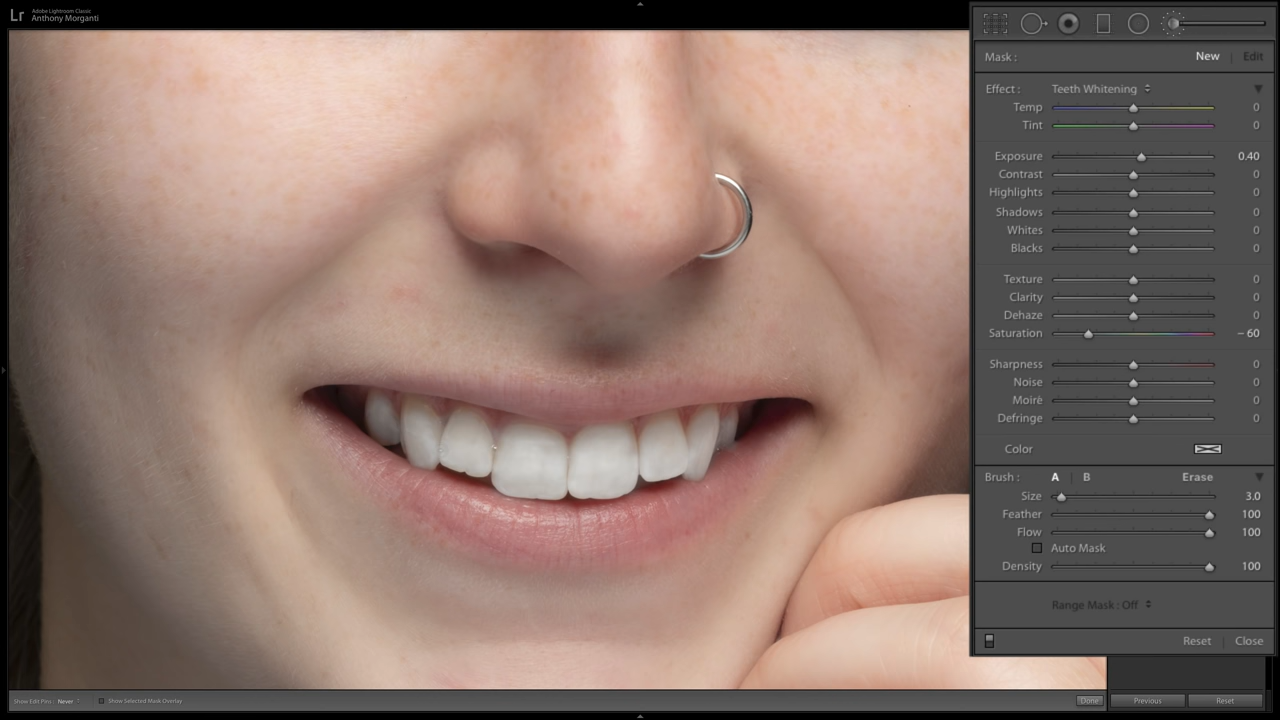 Lr
Adobe Lightroom Classic
Anthony Morganti
Mask : New | Edit
Effect : Teeth Whitening
Temp 0
Tint 0
Exposure 0.40
Contrast 0
Highlights 0
Shadows 0
Whites 0
Blacks 0
Texture 0
Clarity 0
Dehaze 0
Saturation – 60
Sharpness 0
Noise 0
Moiré 0
Defringe 0
Color
Brush : A | B Erase
Size 3.0
Feather 100
Flow 100
Auto Mask
Density 100
Range Mask : Off
Reset | Close
Show Edit Pins : Never Show Selected Mask Overlay Done Previous Reset